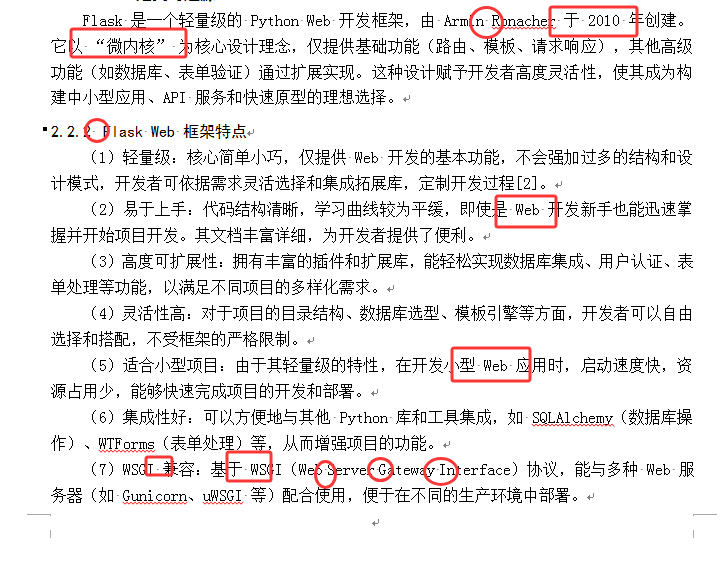 Flask 是一个轻量级的 Python Web 开发框架，由 Armin Ronacher 于 2010 年创建。
它以 “微内核” 为核心设计理念，仅提供基础功能（路由、模板、请求响应），其他高级
功能（如数据库、表单验证）通过扩展实现。这种设计赋予开发者高度灵活性，使其成为构
建中小型应用、API 服务和快速原型的理想选择。
2.2.2 Flask Web 框架特点
（1）轻量级：核心简单小巧，仅提供 Web 开发的基本功能，不会强加过多的结构和设
计模式，开发者可依据需求灵活选择和集成拓展库，定制开发过程[2]。
（2）易于上手：代码结构清晰，学习曲线较为平缓，即使是 Web 开发新手也能迅速掌
握并开始项目开发。其文档丰富详细，为开发者提供了便利。
（3）高度可扩展性：拥有丰富的插件和扩展库，能轻松实现数据库集成、用户认证、表
单处理等功能，以满足不同项目的多样化需求。
（4）灵活性高：对于项目的目录结构、数据库选型、模板引擎等方面，开发者可以自由
选择和搭配，不受框架的严格限制。
（5）适合小型项目：由于其轻量级的特性，在开发小型 Web 应用时，启动速度快，资
源占用少，能够快速完成项目的开发和部署。
（6）集成性好：可以方便地与其他 Python 库和工具集成，如 SQLAlchemy（数据库操
作）、WTForms（表单处理）等，从而增强项目的功能。
（7）WSGI 兼容：基于 WSGI（Web Server Gateway Interface）协议，能与多种 Web 服
务器（如 Gunicorn、uWSGI 等）配合使用，便于在不同的生产环境中部署。